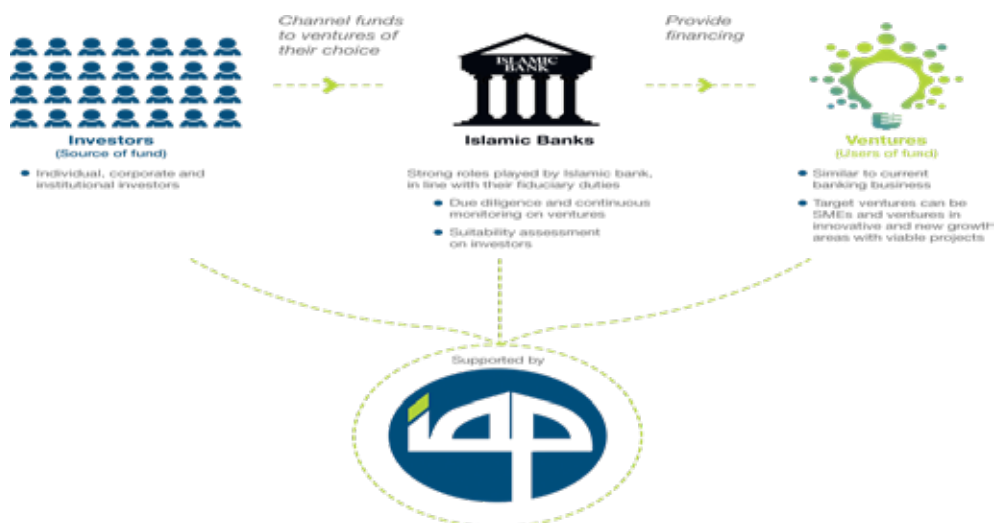 Channel funds
to ventures of
their choice
Provide
financing
ISLAMIC
BANK
Investors
(Source of fund)
Individual, corporate and
institutional investors
Islamic Banks
Strong roles played by Islamic bank,
in line with their fiduciary duties
Due diligence and continuous
monitoring on ventures
Suitability assessment
on investors
Ventures
(Users of fund)
Similar to current
banking business
Target ventures can be
SMEs and ventures in
innovative and new growth
areas with viable projects
Supported by
iap